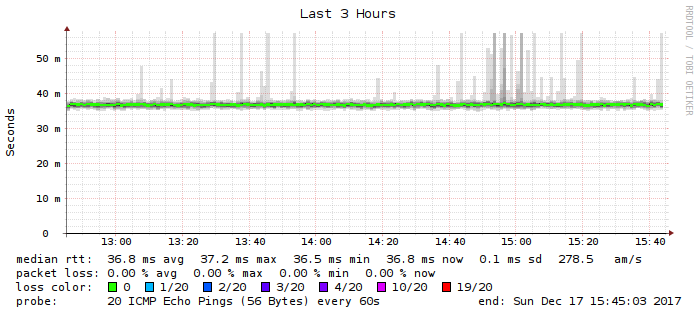 Last 3 Hours
RRDTOOL / TOBI OETIKER
Seconds
50 m
40 m
30 m
20 m
10 m
0
13:00 13:20 13:40 14:00 14:20 14:40 15:00 15:20 15:40
median rtt: 36.8 ms avg 37.2 ms max 36.5 ms min 36.8 ms now 0.1 ms sd 278.5 am/s
packet loss: 0.00 % avg 0.00 % max 0.00 % min 0.00 % now
loss color: 0 1/20 2/20 3/20 4/20 10/20 19/20
probe: 20 ICMP Echo Pings (56 Bytes) every 60s end: Sun Dec 17 15:45:03 2017